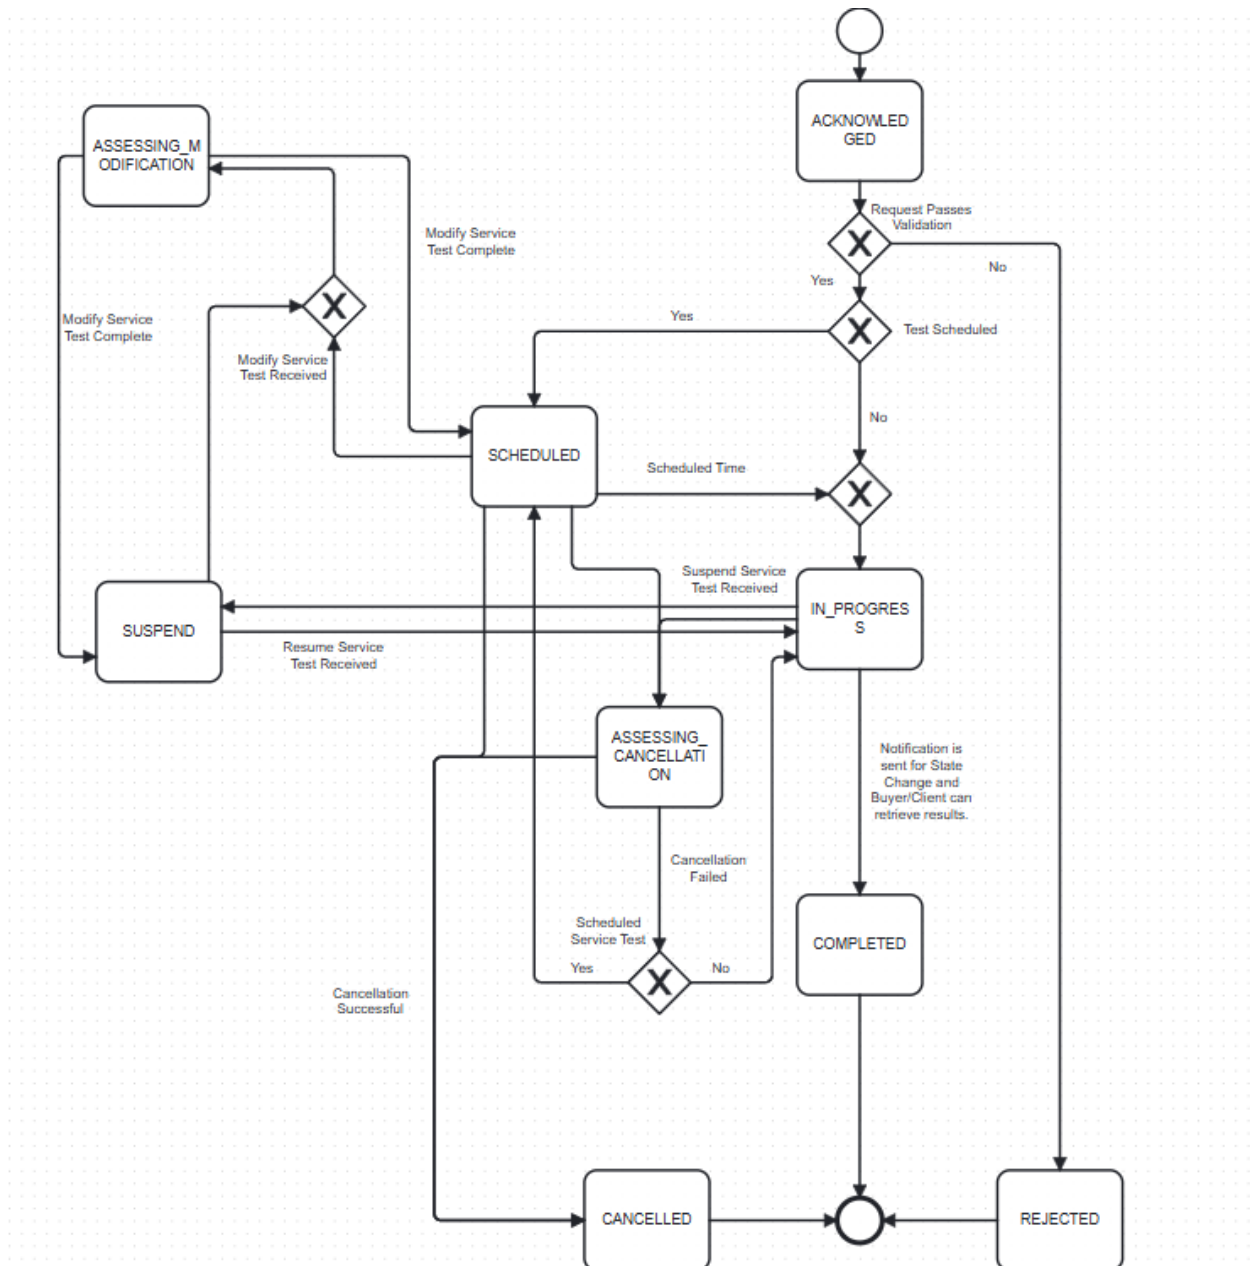 ACKNOWLED
GED
ASSESSING_M
ODIFICATION
Request Passes
Validation
Modify Service
Test Complete
No
Yes
Yes
Test Scheduled
Modify Service
Test Complete
Modify Service
Test Received
No
SCHEDULED
Scheduled Time
Suspend Service
Test Received
IN_PROGRES
S
SUSPEND
Resume Service
Test Received
ASSESSING_
CANCELLATI
ON
Notification is
sent for State
Change and
Buyer/Client can
retrieve results.
Cancellation
Failed
Scheduled
Service Test
COMPLETED
Yes
No
Cancellation
Successful
CANCELLED
REJECTED